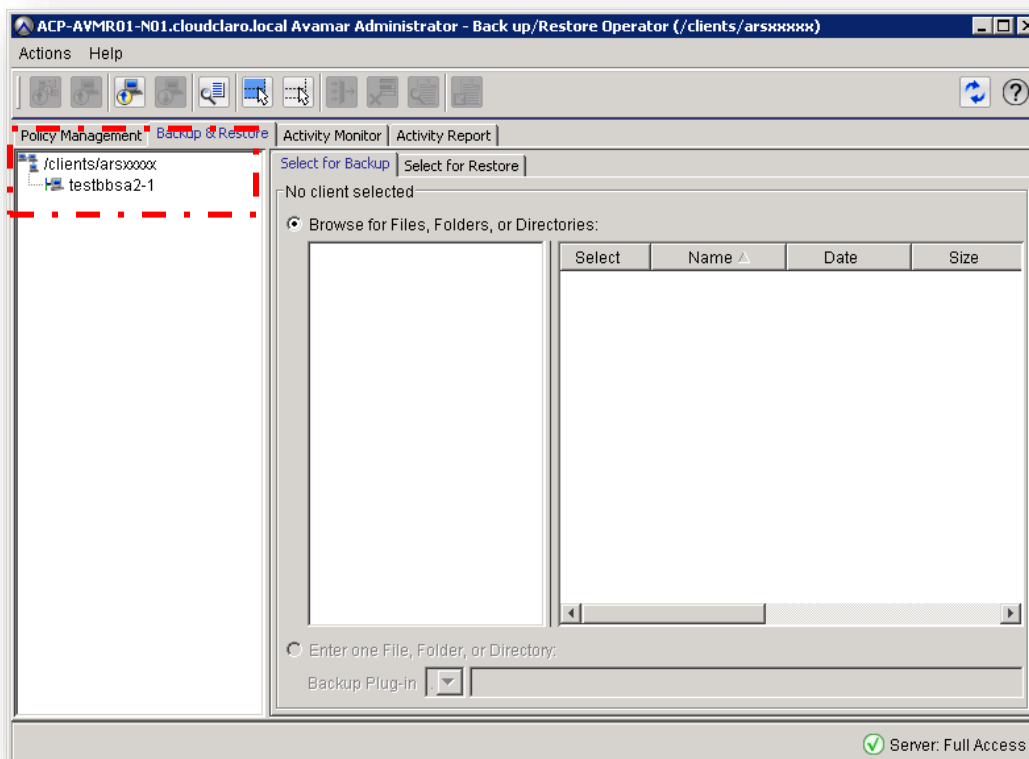 ACP-AVMR01-N01.cloudclaro.local Avamar Administrator - Back up/Restore Operator (/clients/arsxxxxx)
Actions Help
Policy Management Backup & Restore Activity Monitor Activity Report
/clients/arsxxxxx
testbbsa2-1
Select for Backup Select for Restore
No client selected
Browse for Files, Folders, or Directories:
Select Name Date Size
Enter one File, Folder, or Directory:
Backup Plug-in .
Server: Full Access